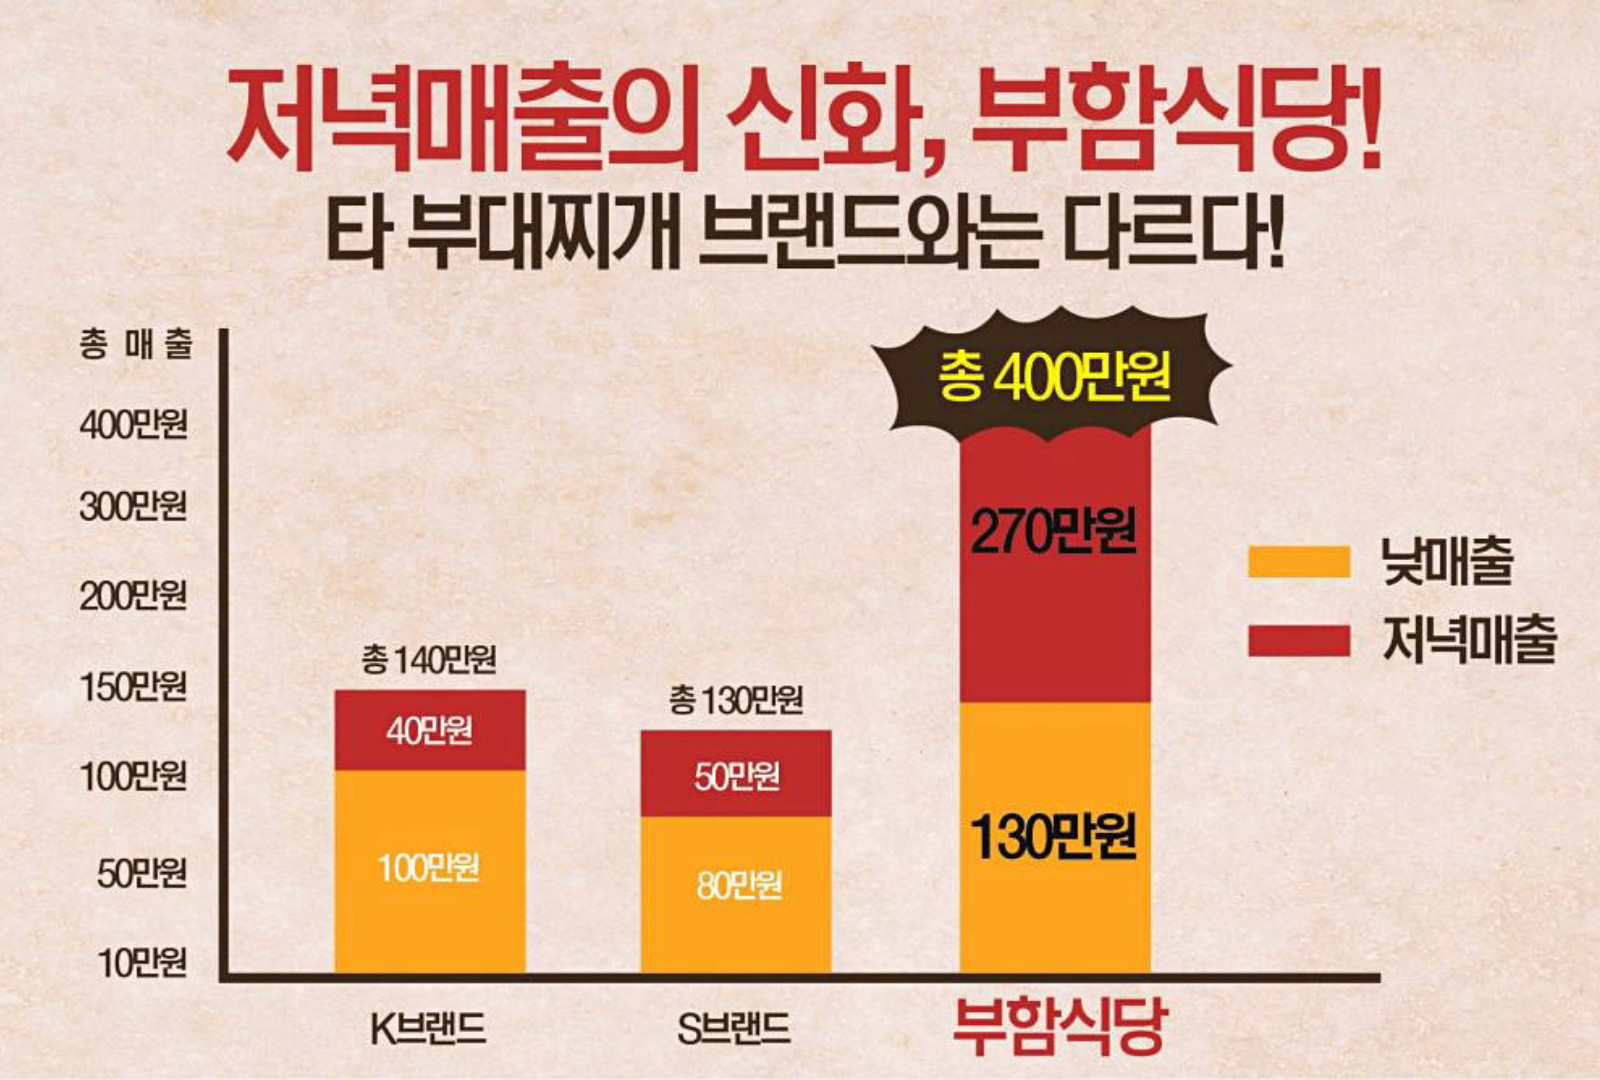 저녁매출의 신화, 부함식당!
타 부대찌개 브랜드와는 다르다!
총 매 출
400만원
300만원
200만원
150만원
100만원
50만원
10만원
총 140만원
40만원
100만원
총 130만원
50만원
80만원
총 400만원
270만원
130만원
낮매출
저녁매출
K브랜드
S브랜드
부함식당